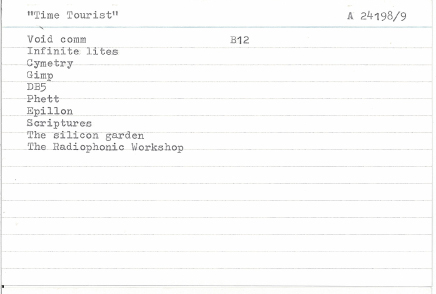 "Time Tourist" A 24198/9
Void comm B12
Infinite lites
Cymetry
Gimp
DB5
Phett
Epillon
Scriptures
The silicon garden
The Radiophonic Workshop